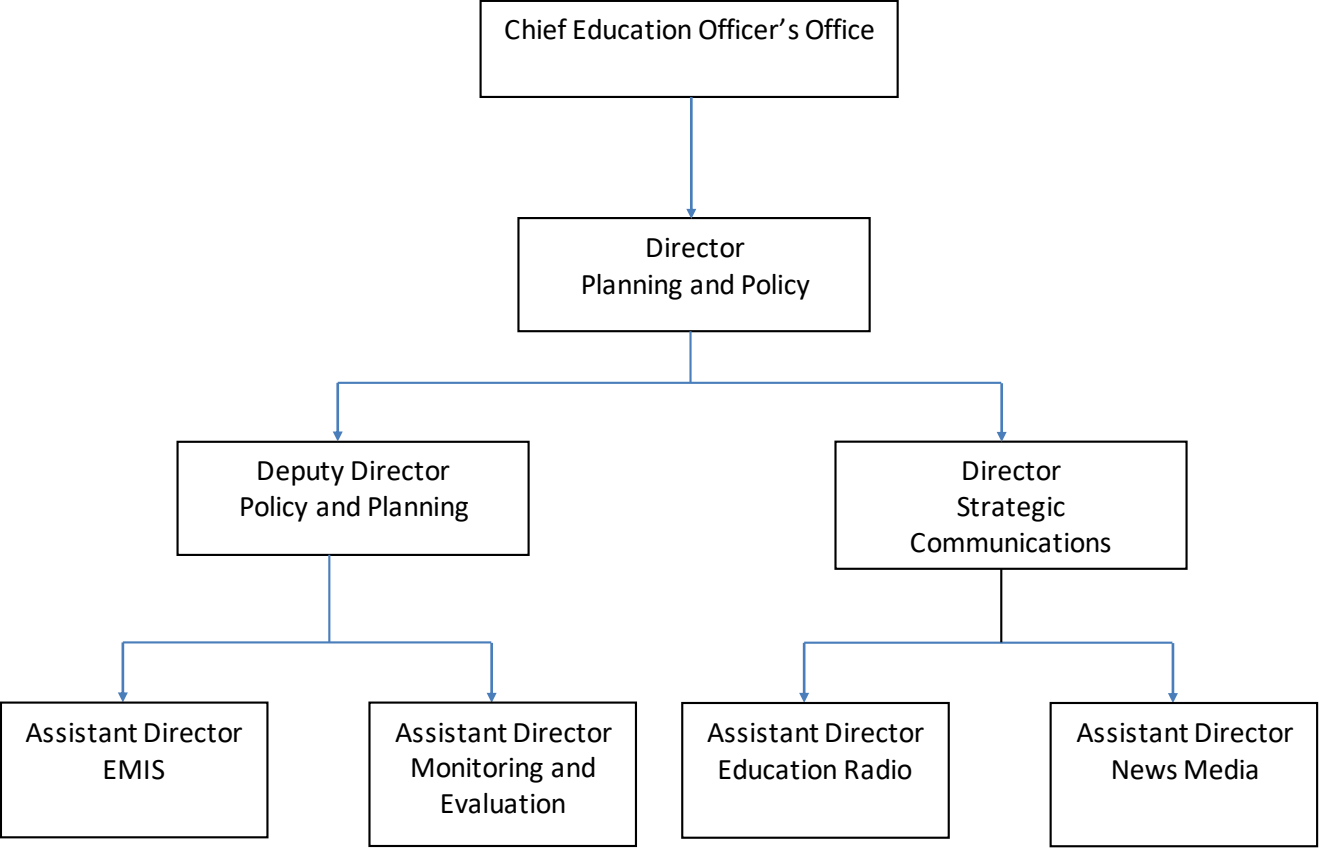 Chief Education Officer’s Office
Director
Planning and Policy
Deputy Director
Policy and Planning
Director
Strategic
Communications
Assistant Director
EMIS
Assistant Director
Monitoring and
Evaluation
Assistant Director
Education Radio
Assistant Director
News Media